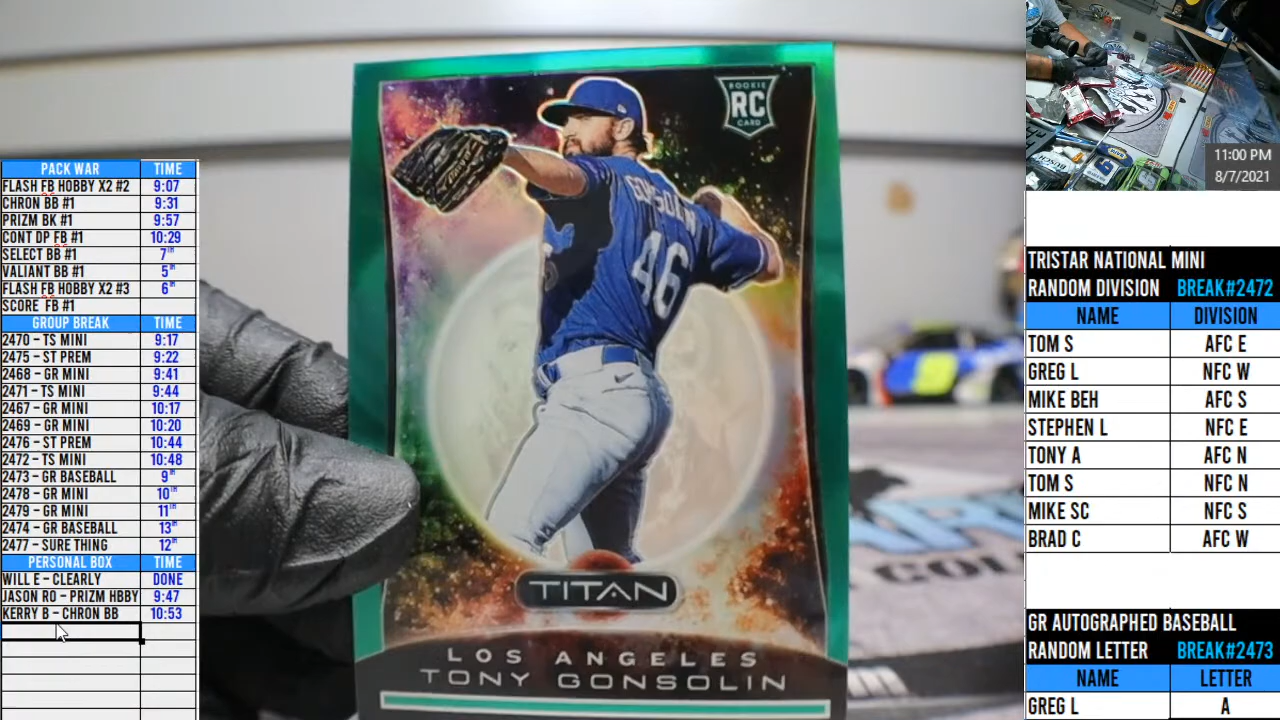 PACK WAR TIME
FLASH FB HOBBY X2 #2 9:07
CHRON BB #1 9:31
PRIZM BK #1 9:57
CONT DP FB #1 10:29
SELECT BB #1 7TH
VALIANT BB #1 5TH
FLASH FB HOBBY X2 #3 6TH
SCORE FB #1
GROUP BREAK TIME
2470 – TS MINI 9:17
2475 – ST PREM 9:22
2468 – GR MINI 9:41
2471 – TS MINI 9:44
2467 – GR MINI 10:17
2469 – GR MINI 10:20
2476 – ST PREM 10:44
2472 – TS MINI 10:48
2473 – GR BASEBALL 9TH
2478 – GR MINI 10TH
2479 – GR MINI 11TH
2474 – GR BASEBALL 13TH
2477 – SURE THING 12TH
PERSONAL BOX TIME
WILL E – CLEARLY DONE
JASON RO – PRIZM HBBY 9:47
KERRY B – CHRON BB 10:53
ROOKIE
RC
CARD
GONSOLIN
46
TITAN
LOS ANGELES
TONY GONSOLIN
11:00 PM
8/7/2021
TRISTAR NATIONAL MINI
RANDOM DIVISION BREAK#2472
NAME DIVISION
TOM S AFC E
GREG L NFC W
MIKE BEH AFC S
STEPHEN L NFC E
TONY A AFC N
TOM S NFC N
MIKE SC NFC S
BRAD C AFC W
GR AUTOGRAPHED BASEBALL
RANDOM LETTER BREAK#2473
NAME LETTER
GREG L A